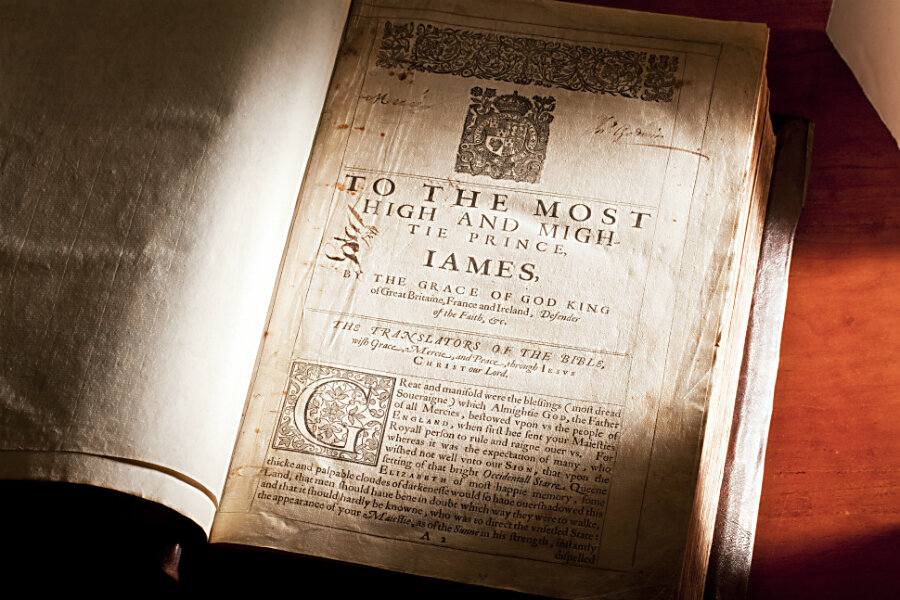 TO THE MOST
HIGH AND MIGH-
TIE PRINCE,
IAMES,
BY THE GRACE OF GOD KING
of Great Britaine, France and Ireland, Defender
of the Faith, &c.
THE TRANSLATORS OF THE BIBLE,
wish Grace, Mercie, and Peace, through IESVS
CHRIST our Lord.
GReat and manifold were the blessings (most dread
Soueraigne) which Almightie GOD, the Father
of all Mercies, bestowed vpon vs the people of
ENGLAND, when first hee sent your Maiesties
Royall person to rule and raigne ouer vs. For
whereas it was the expectation of many, who
wished not well vnto our SION, that vpon the
setting of that bright Occidentall Starre, Queene
ELIZABETH of most happie memory, some
thicke and palpable cloudes of darkenesse would so haue ouershadowed this
Land, that men should haue bene in doubt which way they were to walke,
and that it should hardly be knowne, who was to direct the vnsetled State:
the appearance of your Maiestie, as of the Sunne in his strength, instantly
A 2
dispelled